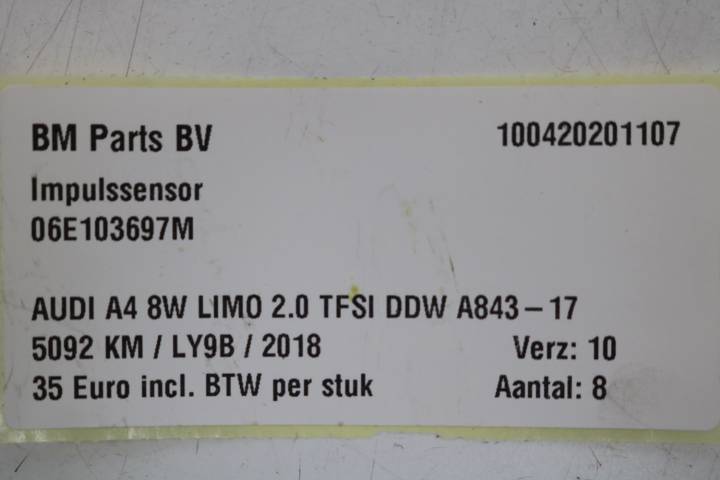 BM Parts BV 100420201107
Impulssensor
06E103697M
AUDI A4 8W LIMO 2.0 TFSI DDW A843-17
5092 KM / LY9B / 2018 Verz: 10
35 Euro incl. BTW per stuk Aantal: 8